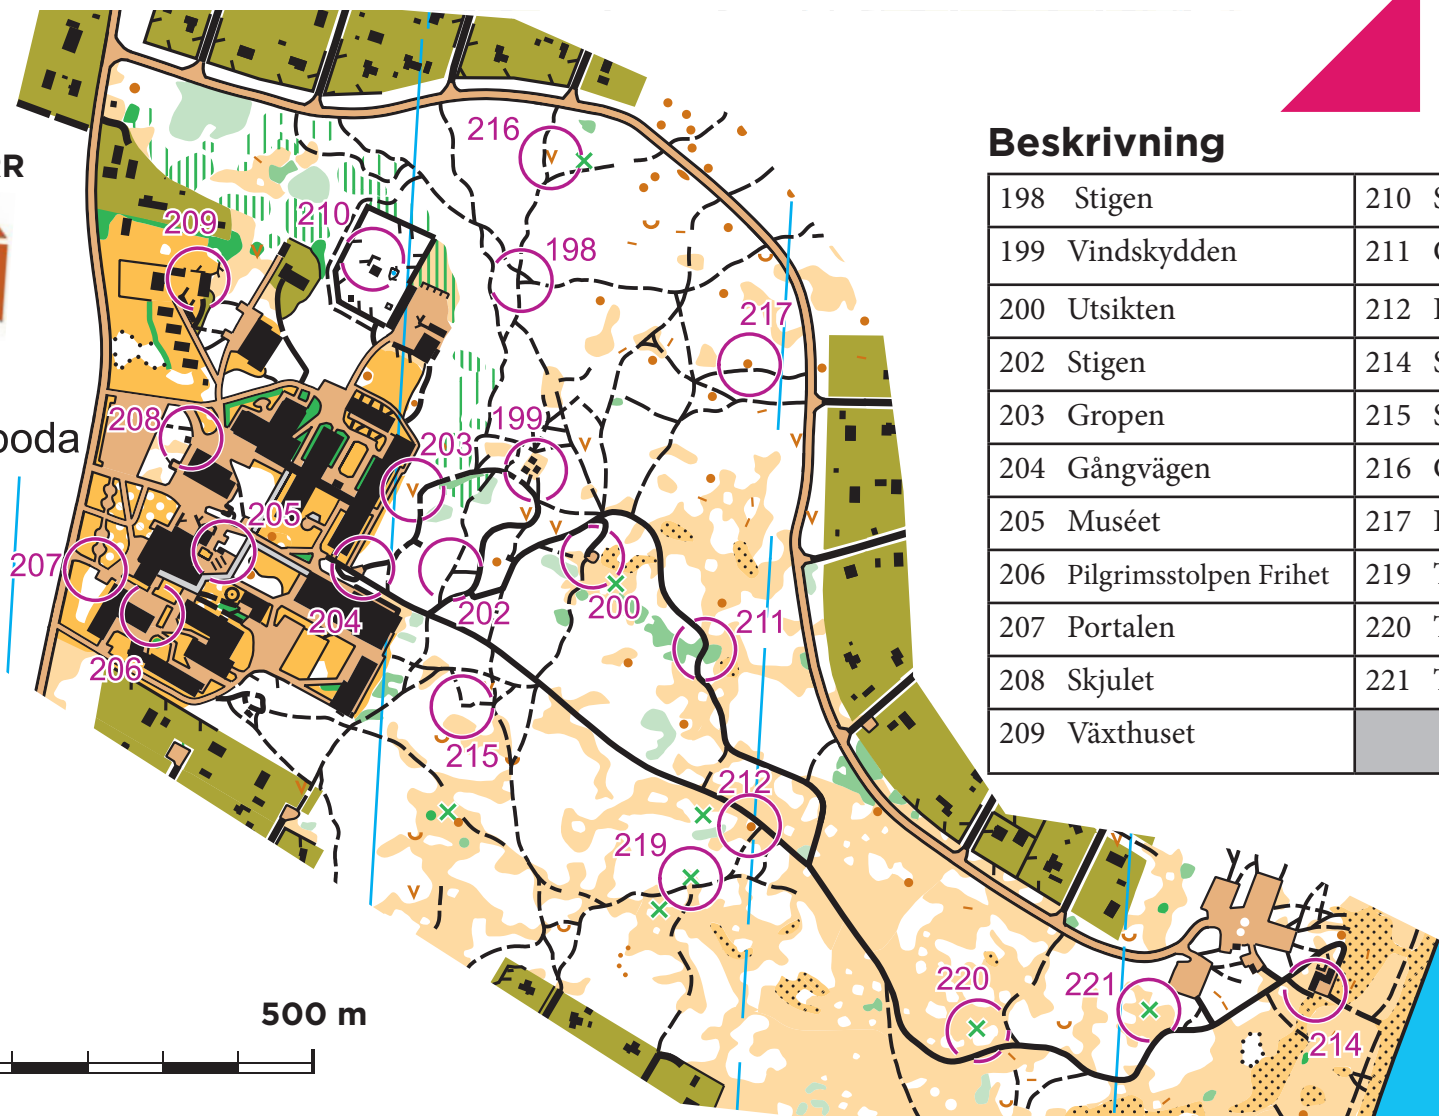 Beskrivning
198 Stigen
199 Vindskydden
200 Utsikten
202 Stigen
203 Gropen
204 Gångvägen
205 Muséet
206 Pilgrimsstolpen Frihet
207 Portalen
208 Skjulet
209 Växthuset
210
211
212
214
215
216
217
219
220
221
216
210
209
198
217
208
199
203
205
207
204
202
200
211
206
215
212
219
220
221
214
500 m